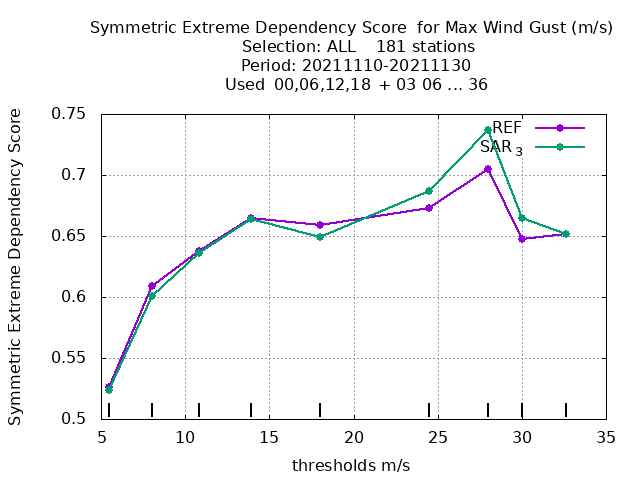 Symmetric Extreme Dependency Score  for Max Wind Gust (m/s)
Selection: ALL    181 stations
Period: 20211110-20211130
Used  00,06,12,18  + 03 06 ... 36
Symmetric Extreme Dependency Score
0.75
0.7
0.65
0.6
0.55
0.5
REF
SAR 3
5 10 15 20 25 30 35
thresholds m/s